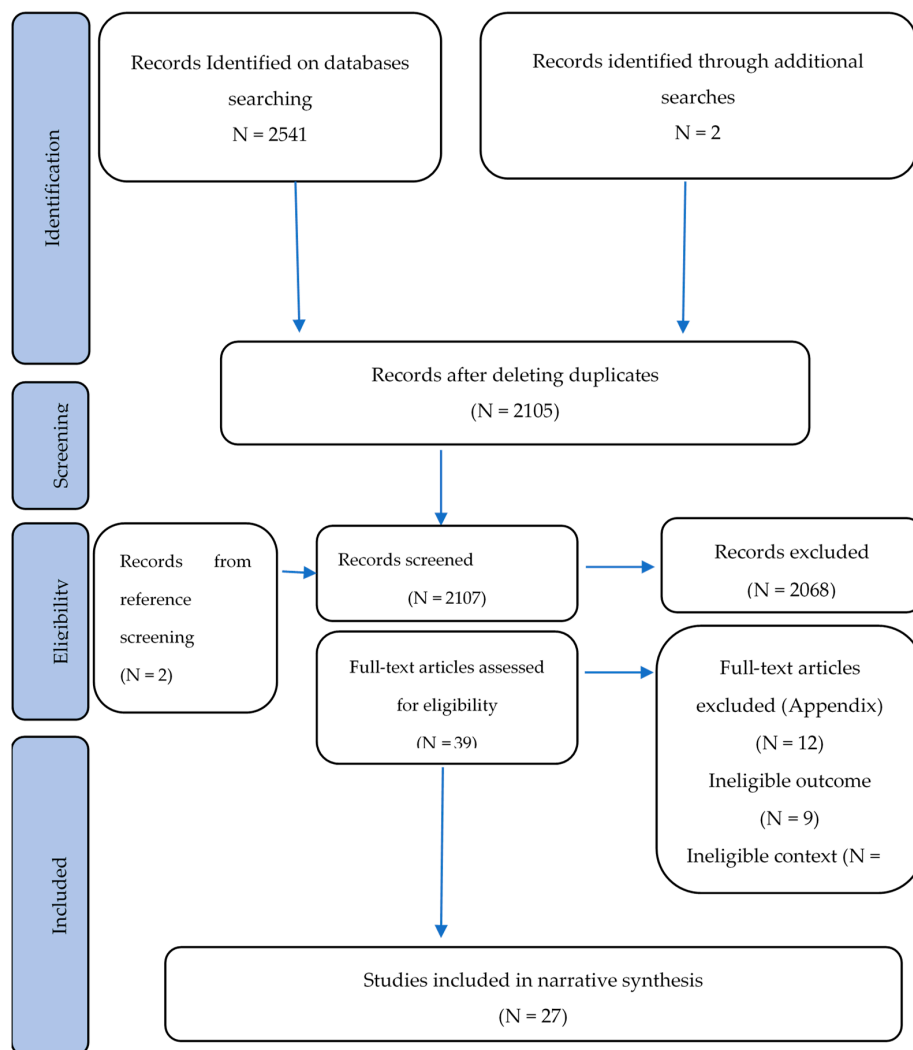 Identification
Records Identified on databases
searching
N = 2541
Records identified through additional
searches
N = 2
Records after deleting duplicates
(N = 2105)
Screening
Eligibility
Records from
reference
screening
(N = 2)
Records screened
(N = 2107)
Records excluded
(N = 2068)
Full-text articles assessed
for eligibility
(N = 39)
Full-text articles
excluded (Appendix)
(N = 12)
Ineligible outcome
(N = 9)
Ineligible context (N =
Included
Studies included in narrative synthesis
(N = 27)